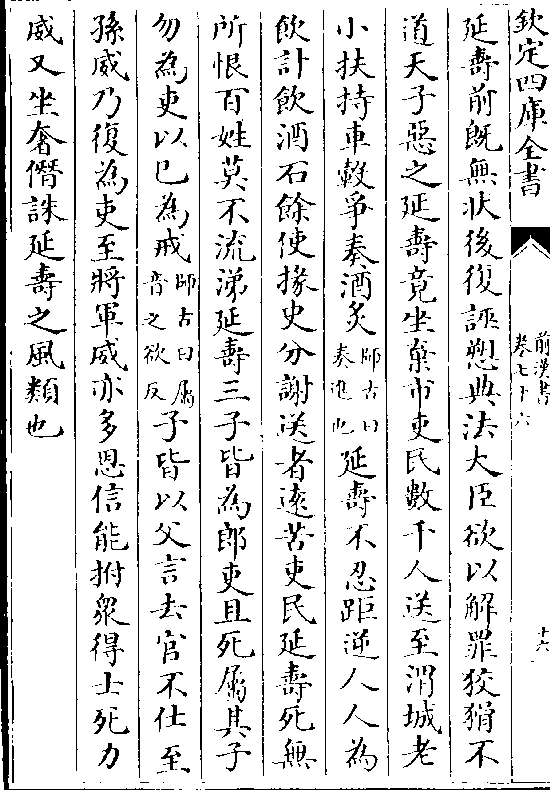 欽定四庫全書
前漢書
卷七十六
十六
延壽前既無狀後復誣愬典法大臣欲以解罪狡猾不
道天子惡之延壽竟坐棄市吏民數千人送至渭城老
小扶持車轂爭奏酒炙師古曰奏進也延壽不忍距逆人人為
飲計飲酒石餘使掾史分謝送者逺苦吏民延壽死無
所恨百姓莫不流涕延壽三子皆為郎吏且死屬其子
勿為吏以已為戒師古曰屬音之欲反子皆以父言去官不仕至
孫威乃復為吏至將軍威亦多恩信能拊衆得士死力
威又坐奢僭誅延壽之風類也